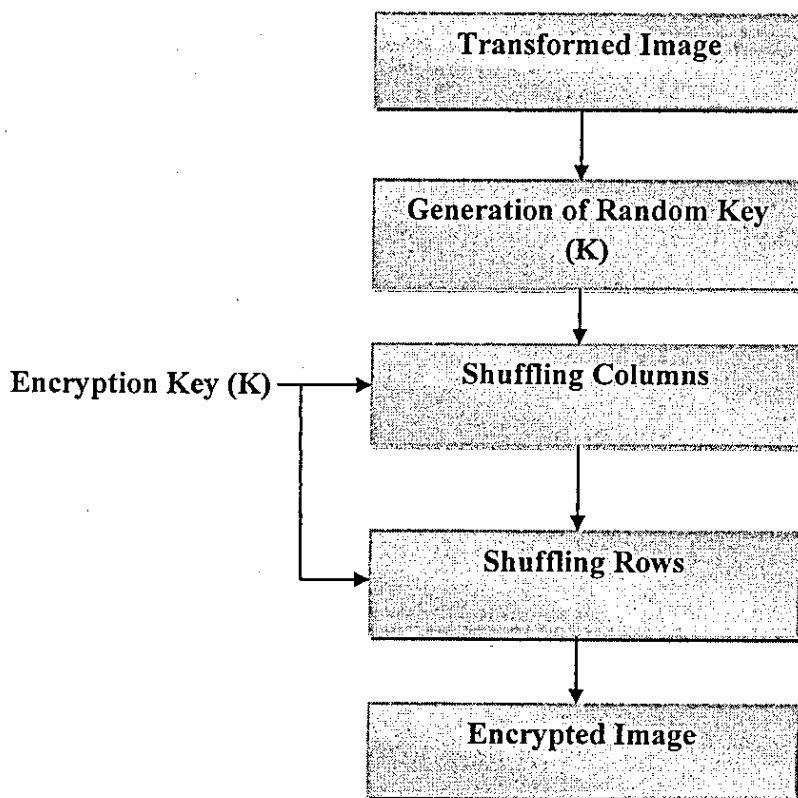 Transformed Image
Generation of Random Key
(K)
Encryption Key (K)
Shuffling Columns
Shuffling Rows
Encrypted Image